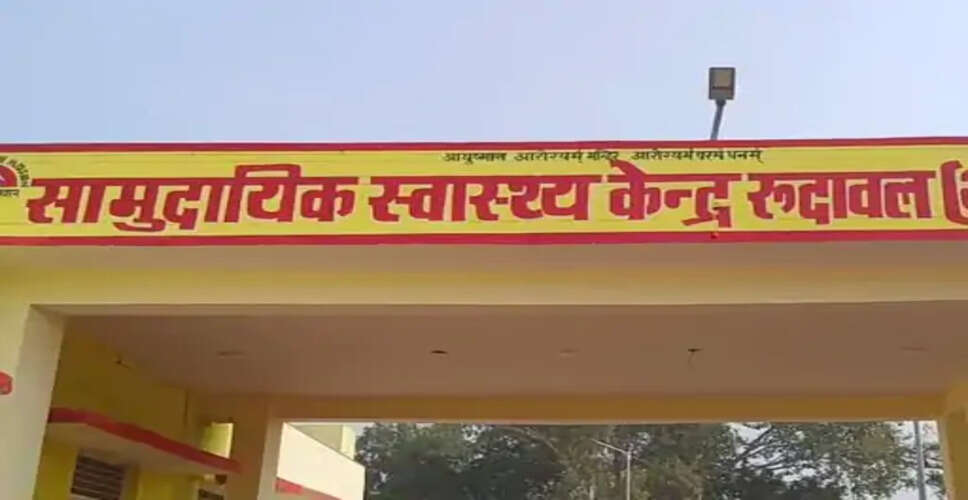 आयुष्मान आरोग्यम् मन्दिर आरोग्यम परमं धनम्
सामुदायिक स्वास्थ्य केन्द्र रूदावल